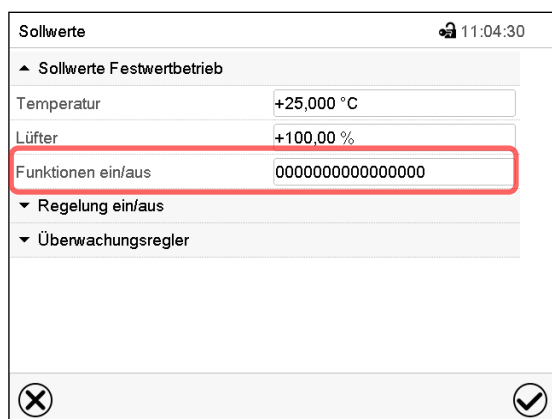 Sollwerte 11:04:30
Sollwerte Festwertbetrieb
Temperatur +25,000 °C
Lüfter +100,00 %
Funktionen ein/aus 0000000000000000
Regelung ein/aus
Überwachungsregler